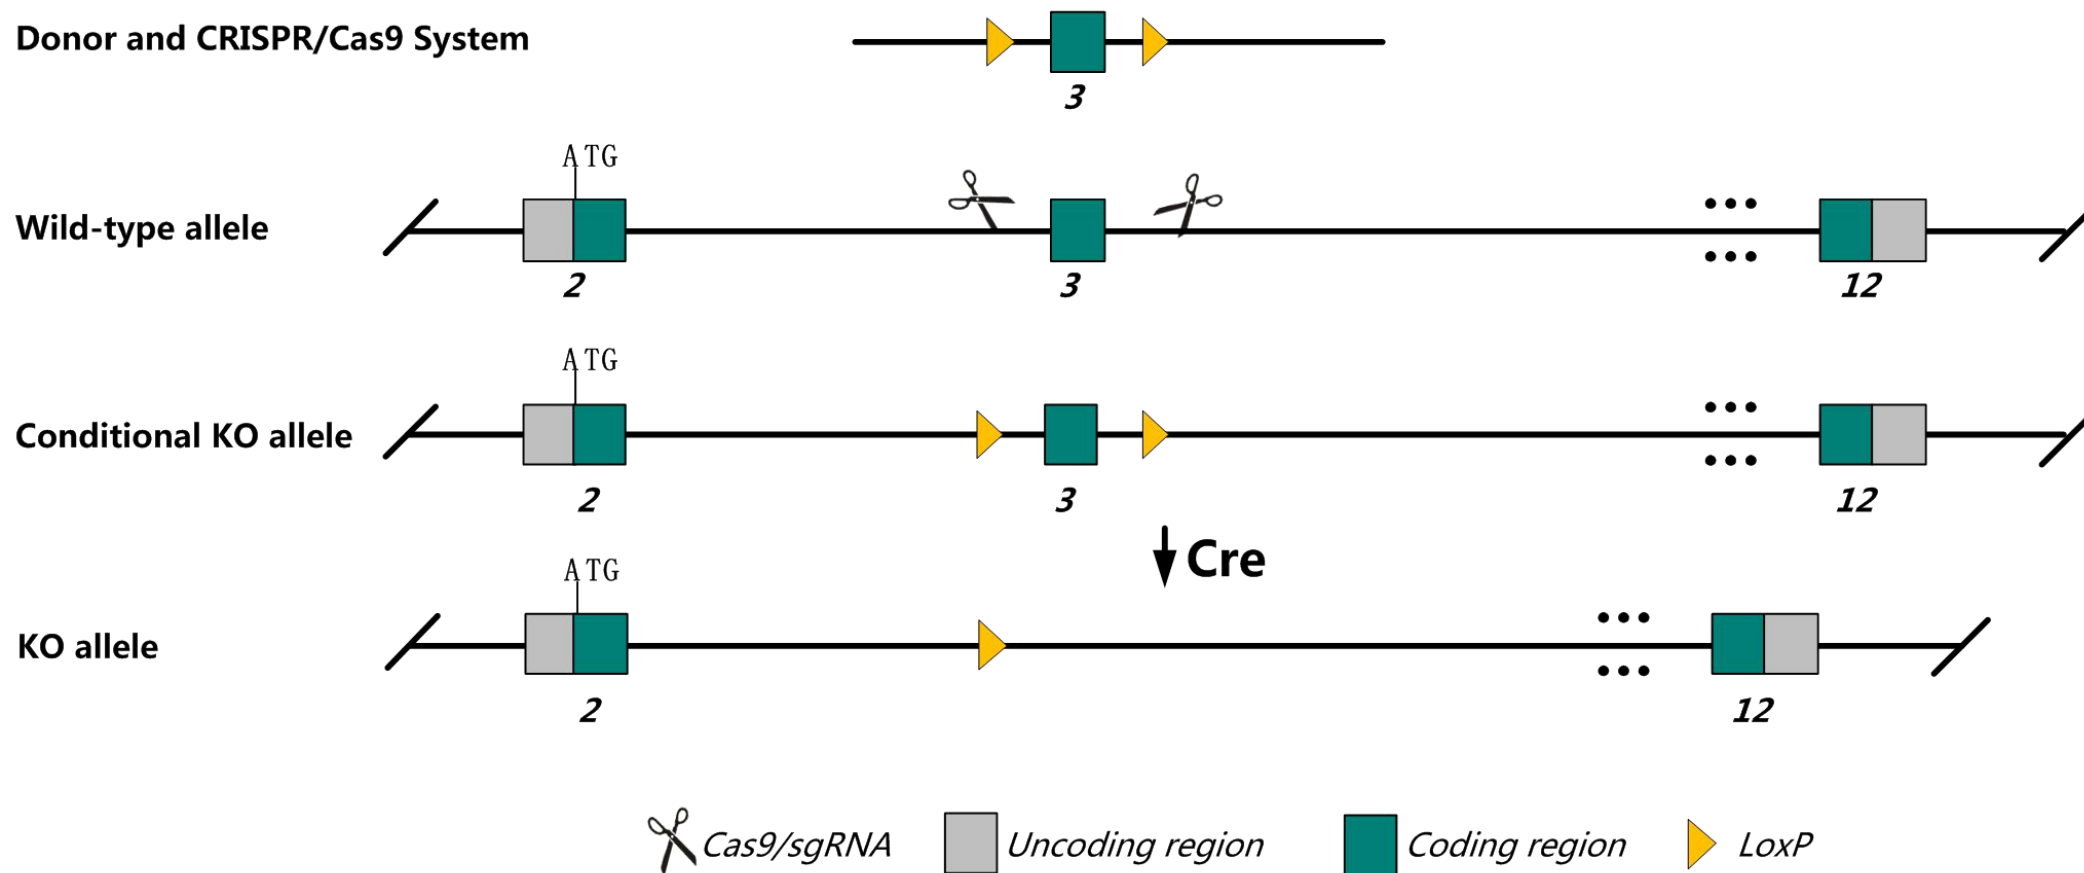 Donor and CRISPR/Cas9 System
3
ATG
Wild-type allele
2
3
12
ATG
Conditional KO allele
2
3
12
Cre
ATG
KO allele
2
12
Cas9/sgRNA
Uncoding region
Coding region
LoxP